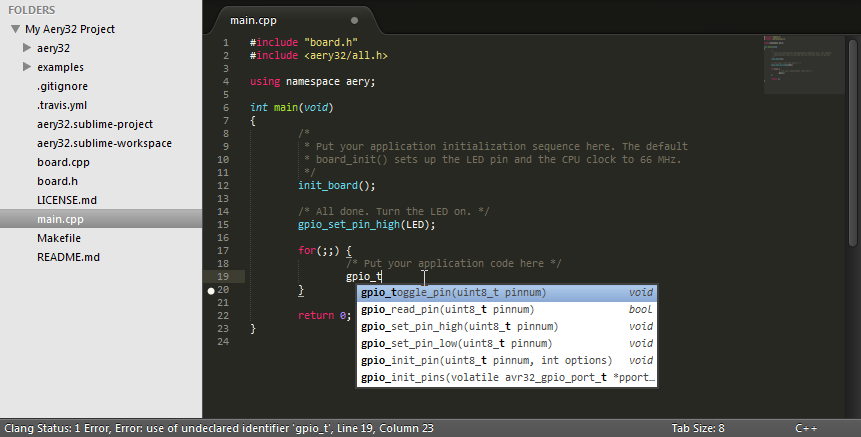 FOLDERS
My Aery32 Project
aery32
examples
.gitignore
.travis.yml
aery32.sublime-project
aery32.sublime-workspace
board.cpp
board.h
LICENSE.md
main.cpp
Makefile
README.md
main.cpp
1 #include "board.h"
2 #include <aery32/all.h>
3
4 using namespace aery;
5
6 int main(void)
7 {
8 /*
9 * Put your application initialization sequence here. The default
10 * board_init() sets up the LED pin and the CPU clock to 66 MHz.
11 */
12 init_board();
13
14 /* All done. Turn the LED on. */
15 gpio_set_pin_high(LED);
16
17 for(;;) {
18 /* Put your application code here */
19 gpio_t
20 }
21
22 return 0;
23 }
24
gpio_toggle_pin(uint8_t pinnum) void
gpio_read_pin(uint8_t pinnum) bool
gpio_set_pin_high(uint8_t pinnum) void
gpio_set_pin_low(uint8_t pinnum) void
gpio_init_pin(uint8_t pinnum, int options) void
gpio_init_pins(volatile avr32_gpio_port_t *pport…
Clang Status: 1 Error, Error: use of undeclared identifier 'gpio_t', Line 19, Column 23 Tab Size: 8 C++